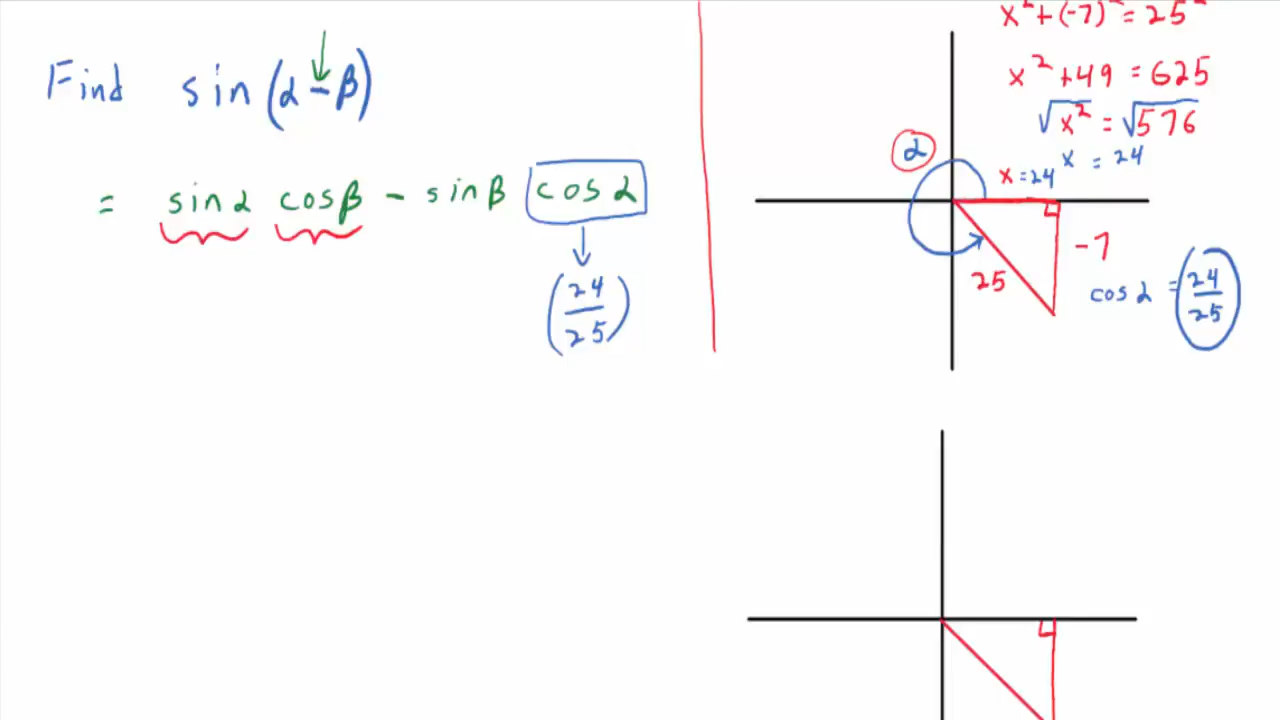 Find sin(α - β)
= sin α cos β - sin β cos α
(24/25)
x² + (-7)² = 25²
x² + 49 = 625
√x² = √576
x = 24
α
x = 24
-7
25
cos α = (24/25)